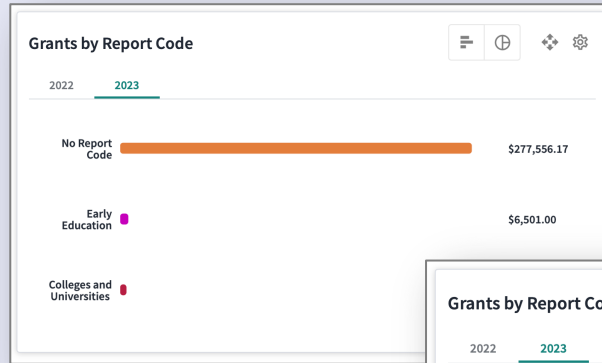 Grants by Report Code
2022 2023
No Report
Code
$277,556.17
Early
Education
$6,501.00
Colleges and
Universities
Grants by Report
2022 2023